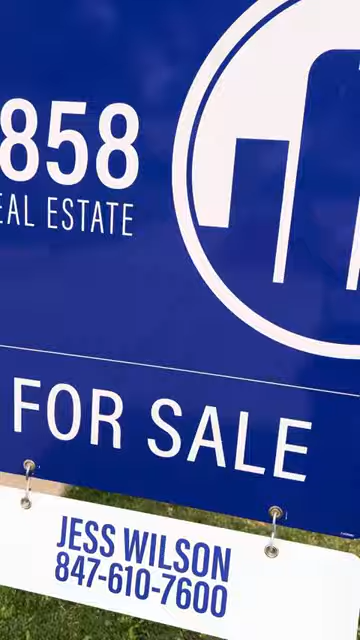 858
EAL ESTATE
FOR SALE
JESS WILSON
847-610-7600